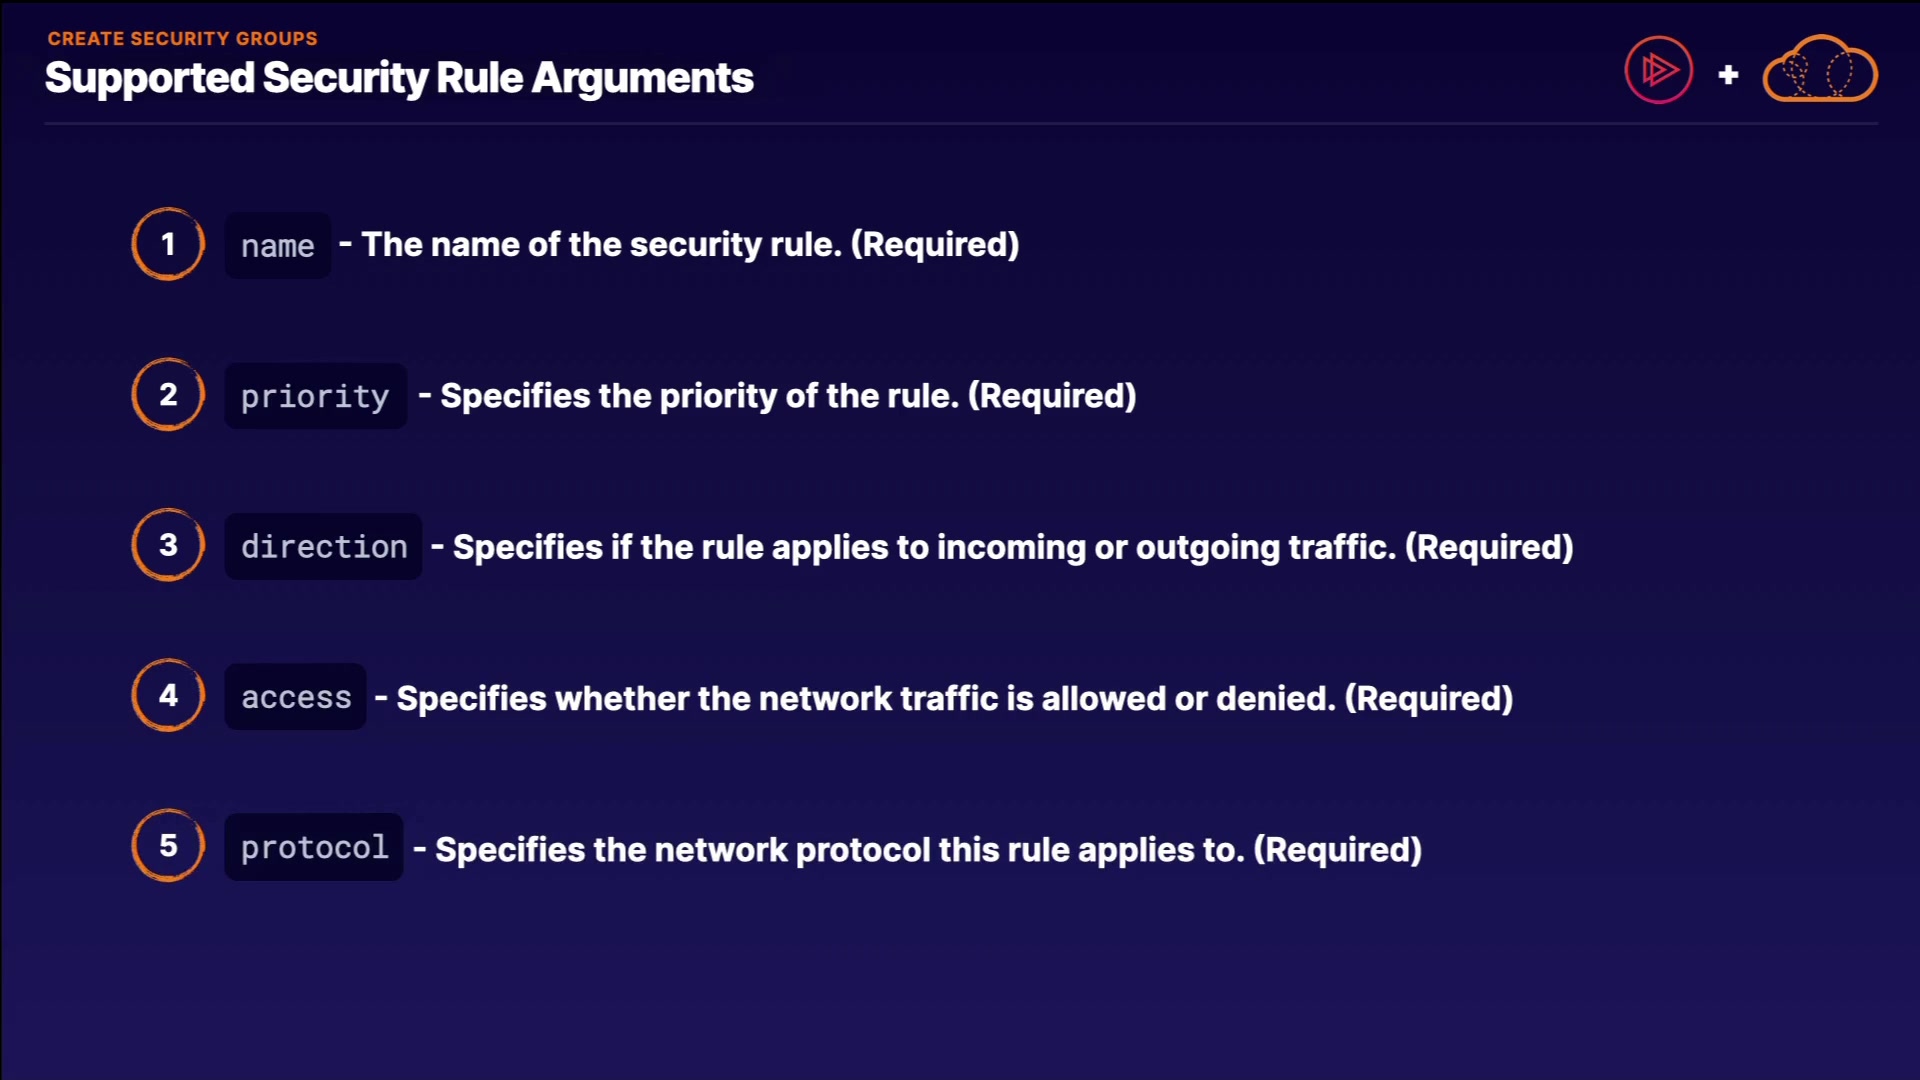 CREATE SECURITY GROUPS
Supported Security Rule Arguments
1 name - The name of the security rule. (Required)
2 priority - Specifies the priority of the rule. (Required)
3 direction - Specifies if the rule applies to incoming or outgoing traffic. (Required)
4 access - Specifies whether the network traffic is allowed or denied. (Required)
5 protocol - Specifies the network protocol this rule applies to. (Required)